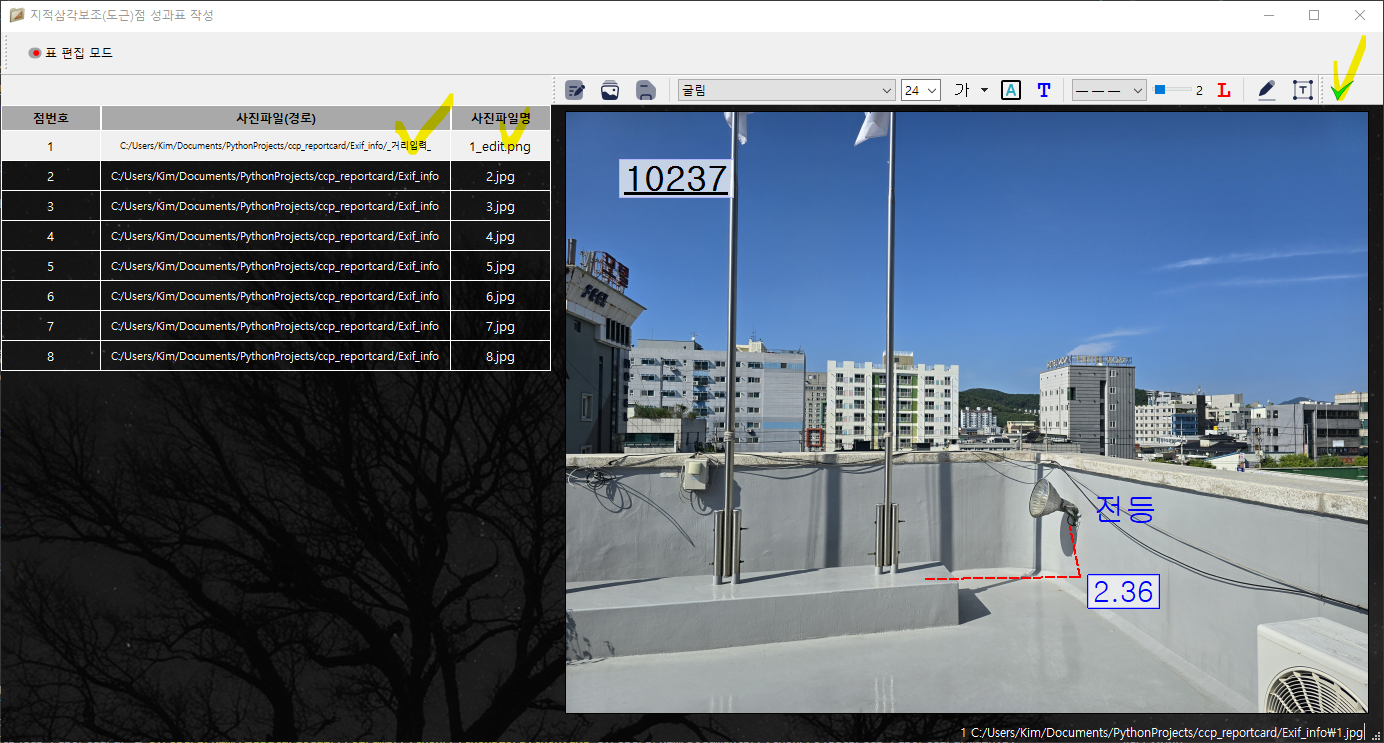 지적삼각보조(도근)점 성과표 작성
표 편집 모드
굴림
24
가
A
T
2
L
T
점번호 사진파일(경로) 사진파일명
1 C:/Users/Kim/Documents/PythonProjects/ccp_reportcard/Exif_info/_거리입력_ 1_edit.png
2 C:/Users/Kim/Documents/PythonProjects/ccp_reportcard/Exif_info 2.jpg
3 C:/Users/Kim/Documents/PythonProjects/ccp_reportcard/Exif_info 3.jpg
4 C:/Users/Kim/Documents/PythonProjects/ccp_reportcard/Exif_info 4.jpg
5 C:/Users/Kim/Documents/PythonProjects/ccp_reportcard/Exif_info 5.jpg
6 C:/Users/Kim/Documents/PythonProjects/ccp_reportcard/Exif_info 6.jpg
7 C:/Users/Kim/Documents/PythonProjects/ccp_reportcard/Exif_info 7.jpg
8 C:/Users/Kim/Documents/PythonProjects/ccp_reportcard/Exif_info 8.jpg
10237
FEEL
전등
2.36
1 C:/Users/Kim/Documents/PythonProjects/ccp_reportcard/Exif_info₩1.jpg